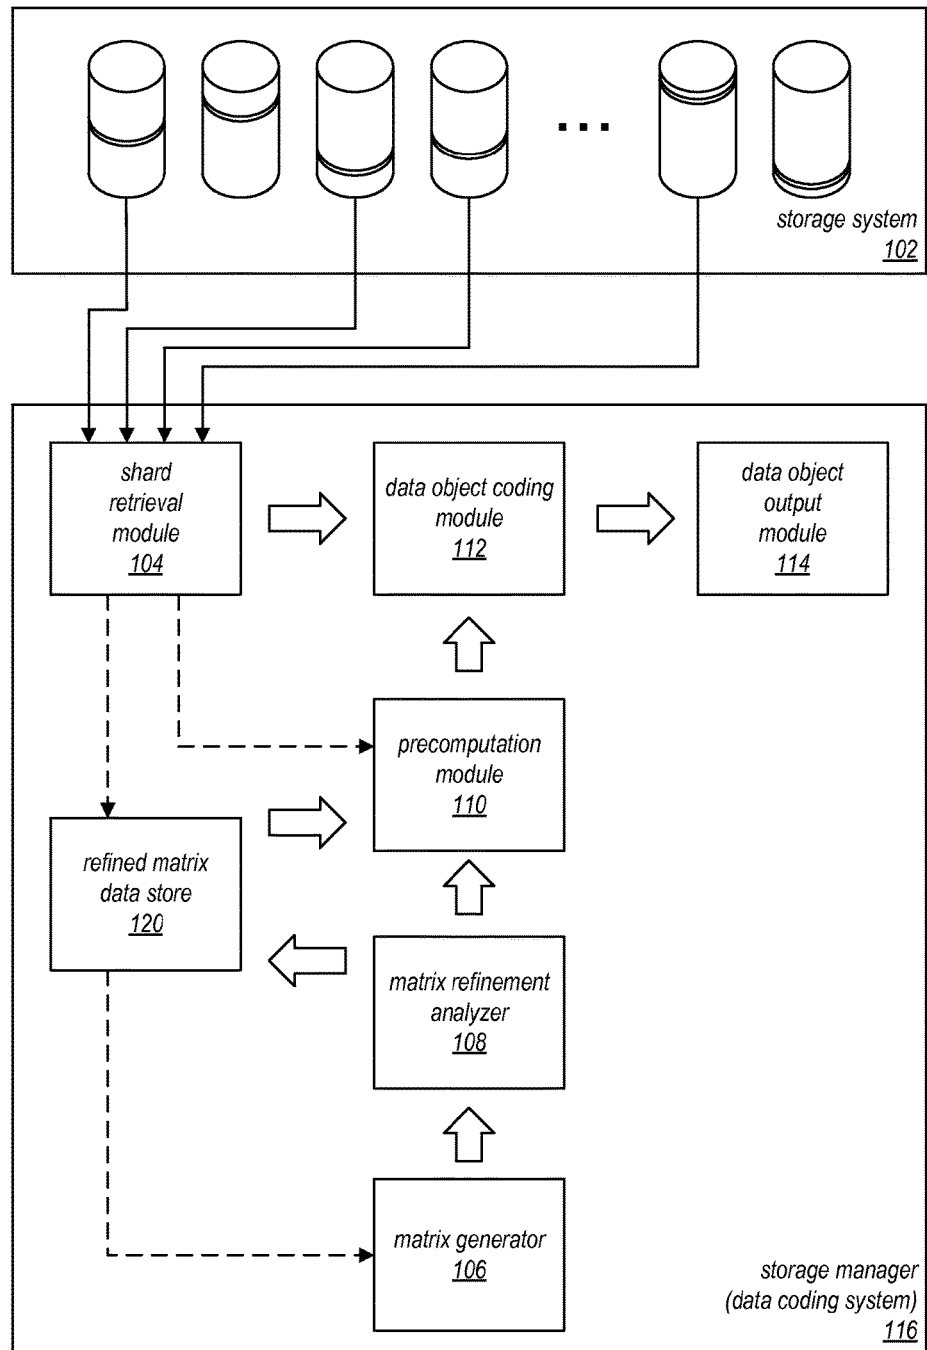 storage system
102
shard
retrieval
module
104
data object coding
module
112
data object
output
module
114
precomputation
module
110
refined matrix
data store
120
matrix refinement
analyzer
108
matrix generator
106
storage manager
(data coding system)
116